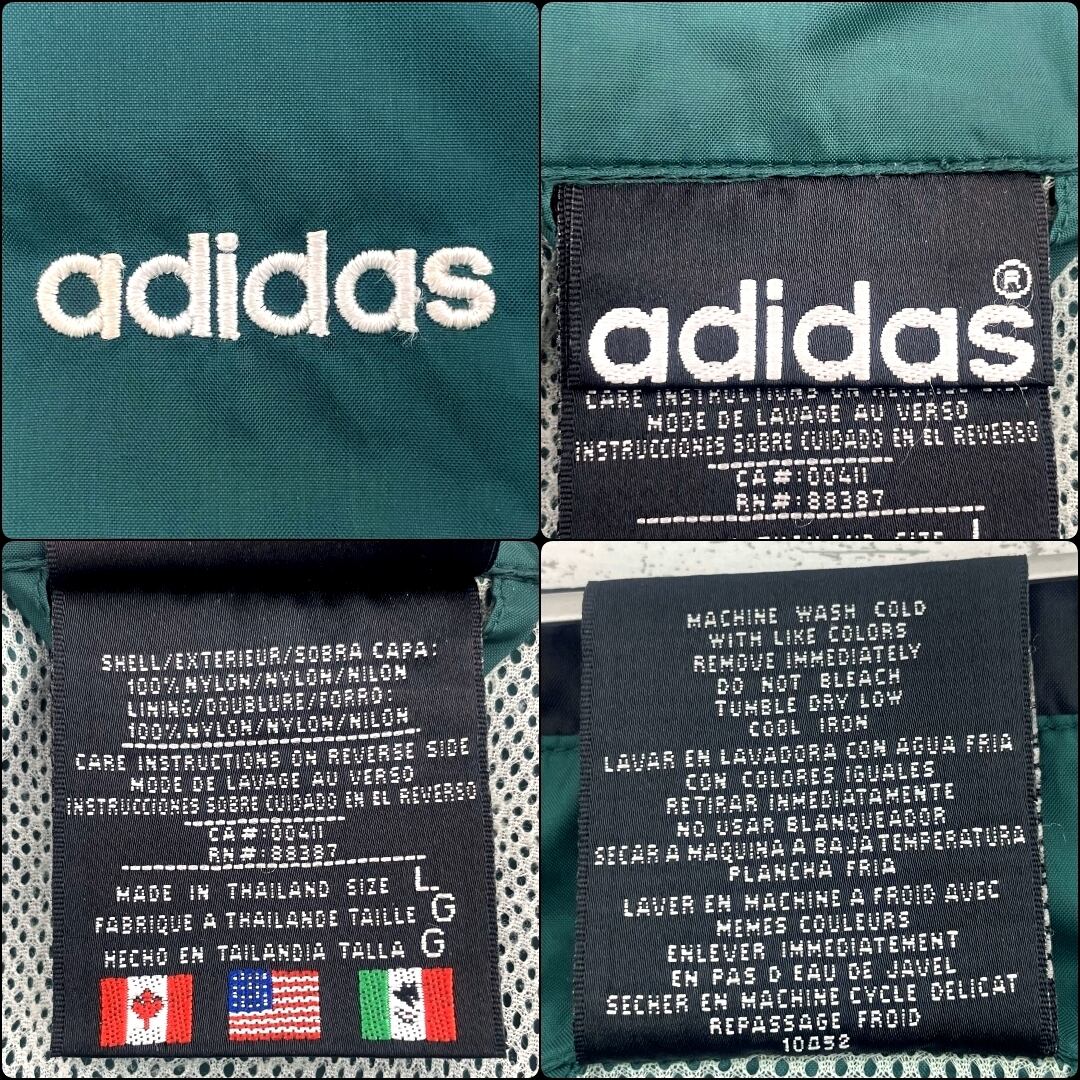 adidas
adidas®
CARE INSTRUCTIONS ON REVERSE
MODE DE LAVAGE AU VERSO
INSTRUCCIONES SOBRE CUIDADO EN EL REVERSO
CA #:00411
RN #:88387
THAILAND SIZE L
SHELL/EXTERIEUR/SOBRA CAPA:
100% NYLON/NYLON/NILON
LINING/DOUBLURE/FORRO:
100% NYLON/NYLON/NILON
CARE INSTRUCTIONS ON REVERSE SIDE
MODE DE LAVAGE AU VERSO
INSTRUCCIONES SOBRE CUIDADO EN EL REVERSO
CA #:00411
RN #:88387
MADE IN THAILAND SIZE L
FABRIQUE A THAILANDE TAILLE G
HECHO EN TAILANDIA TALLA G
MACHINE WASH COLD
WITH LIKE COLORS
REMOVE IMMEDIATELY
DO NOT BLEACH
TUMBLE DRY LOW
COOL IRON
LAVAR EN LAVADORA CON AGUA FRIA
CON COLORES IGUALES
RETIRAR INMEDIATAMENTE
NO USAR BLANQUEADOR
SECAR A MAQUINA A BAJA TEMPERATURA
PLANCHA FRIA
LAVER EN MACHINE A FROID AVEC
MEMES COULEURS
ENLEVER IMMEDIATEMENT
EN PAS D EAU DE JAVEL
SECHER EN MACHINE CYCLE DELICAT
REPASSAGE FROID
10052